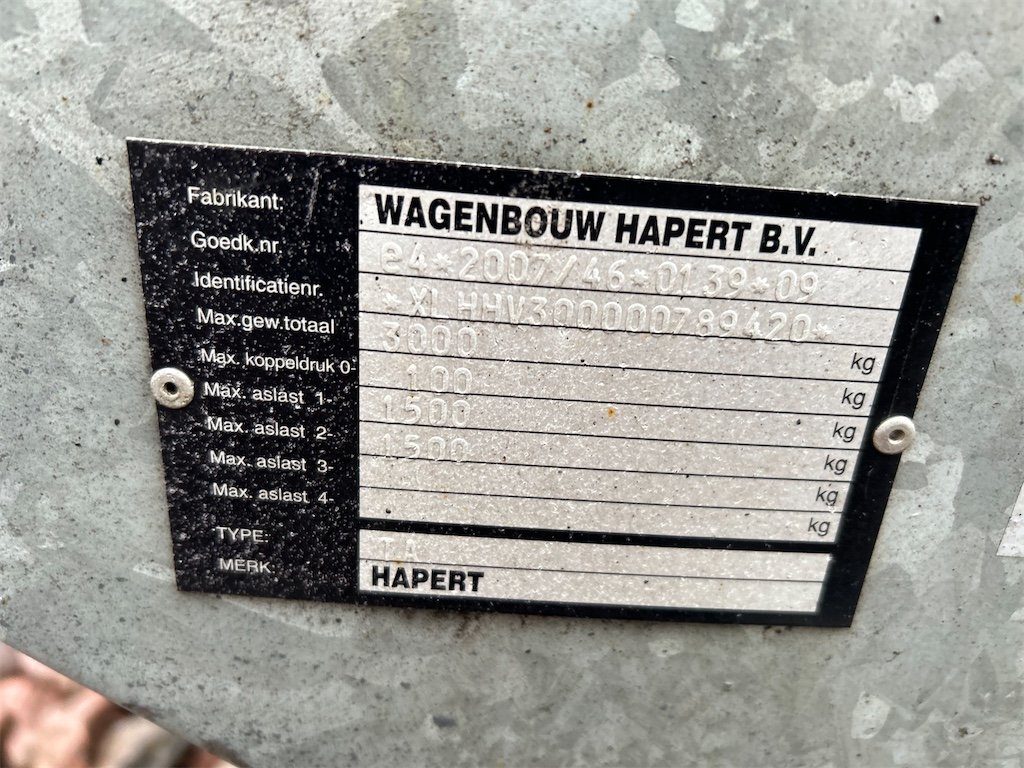 Fabrikant: WAGENBOUW HAPERT B.V.
Goedk.nr. e4*2007/46*0139*09
Identificatienr. *XLHHV300000789420*
Max.gew.totaal 3000 kg
Max. koppeldruk 0- 100 kg
Max. aslast 1- 1500 kg
Max. aslast 2- 1500 kg
Max. aslast 3- kg
Max. aslast 4- kg
TYPE:
MERK HAPERT